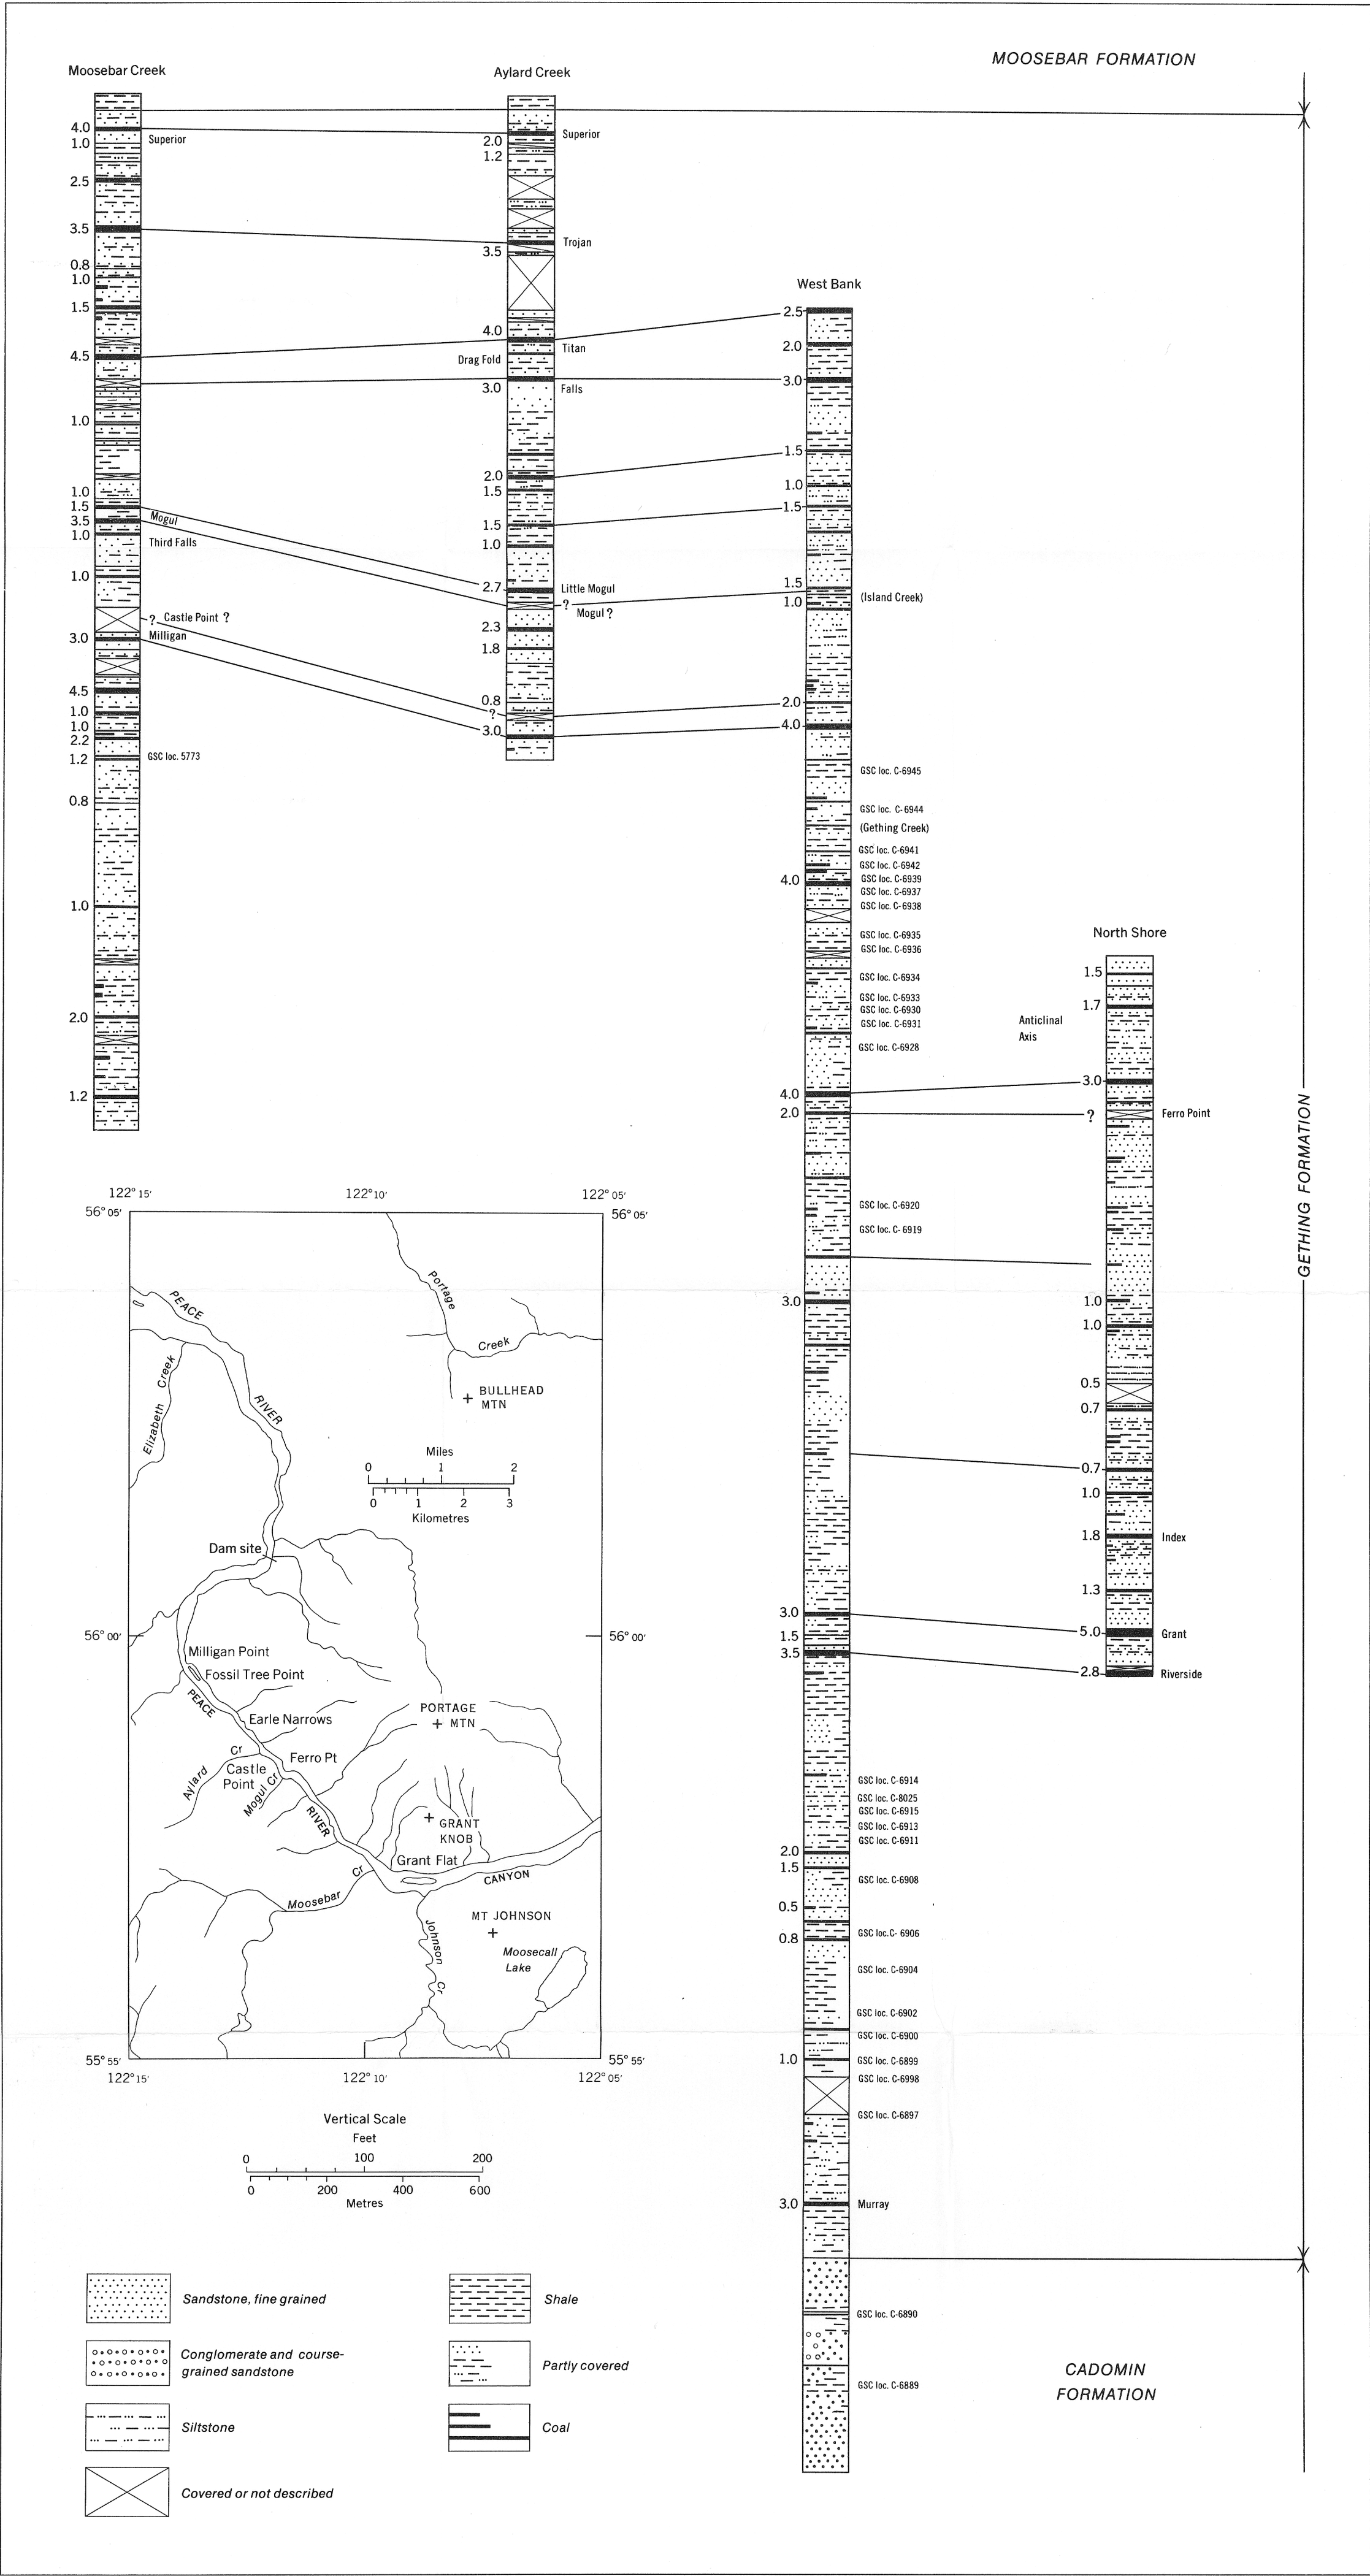 MOOSEBAR FORMATION
Moosebar Creek
4.0
Superior
1.0
2.5
3.5
0.8
1.0
1.5
4.5
1.0
1.0
1.5
Mogul
3.5
1.0
Third Falls
1.0
? Castle Point ?
Milligan
3.0
4.5
1.0
1.0
2.2
1.2
GSC loc. 5773
0.8
1.0
2.0
1.2
Aylard Creek
Superior
2.0
1.2
Trojan
3.5
4.0
Titan
Drag Fold
3.0
Falls
2.0
1.5
1.5
1.0
2.7
Little Mogul
?
Mogul ?
2.3
1.8
0.8
?
3.0
West Bank
2.5
2.0
3.0
1.5
1.0
1.5
1.5
1.0
(Island Creek)
2.0
4.0
GSC loc. C-6945
GSC loc. C-6944
(Gething Creek)
GSC loc. C-6941
GSC loc. C-6942
4.0
GSC loc. C-6939
GSC loc. C-6937
GSC loc. C-6938
GSC loc. C-6935
GSC loc. C-6936
GSC loc. C-6934
GSC loc. C-6933
GSC loc. C-6930
GSC loc. C-6931
GSC loc. C-6928
4.0
2.0
GSC loc. C-6920
GSC loc. C-6919
3.0
3.0
1.5
3.5
GSC loc. C-6914
GSC loc. C-8025
GSC loc. C-6915
GSC loc. C-6913
GSC loc. C-6911
2.0
1.5
GSC loc. C-6908
0.5
GSC loc. C- 6906
0.8
GSC loc. C-6904
GSC loc. C-6902
GSC loc. C-6900
1.0
GSC loc. C-6899
GSC loc. C-6998
GSC loc. C-6897
3.0
Murray
GSC loc. C-6890
GSC loc. C-6889
North Shore
1.5
1.7
Anticlinal
Axis
3.0
?
Ferro Point
1.0
1.0
0.5
0.7
0.7
1.0
1.8
Index
1.3
5.0
Grant
2.8
Riverside
GETHING FORMATION
CADOMIN
FORMATION
122° 15′
122° 10′
122° 05′
56° 05′
56° 05′
PEACE
RIVER
Portage
Creek
Elizabeth Creek
BULLHEAD
MTN
Miles
0 1 2
0 1 2 3
Kilometres
Dam site
56° 00′
56° 00′
Milligan Point
Fossil Tree Point
PEACE
Earle Narrows
PORTAGE
MTN
Ferro Pt
Aylard Cr
Castle
Point
Mogul Cr
RIVER
GRANT
KNOB
Grant Flat
CANYON
Moosebar Cr
Johnson Cr
MT JOHNSON
Moosecall
Lake
55° 55′
55° 55′
122° 15′
122° 10′
122° 05′
Vertical Scale
Feet
0 100 200
0 200 400 600
Metres
Sandstone, fine grained
Shale
Conglomerate and course-
grained sandstone
Partly covered
Siltstone
Coal
Covered or not described